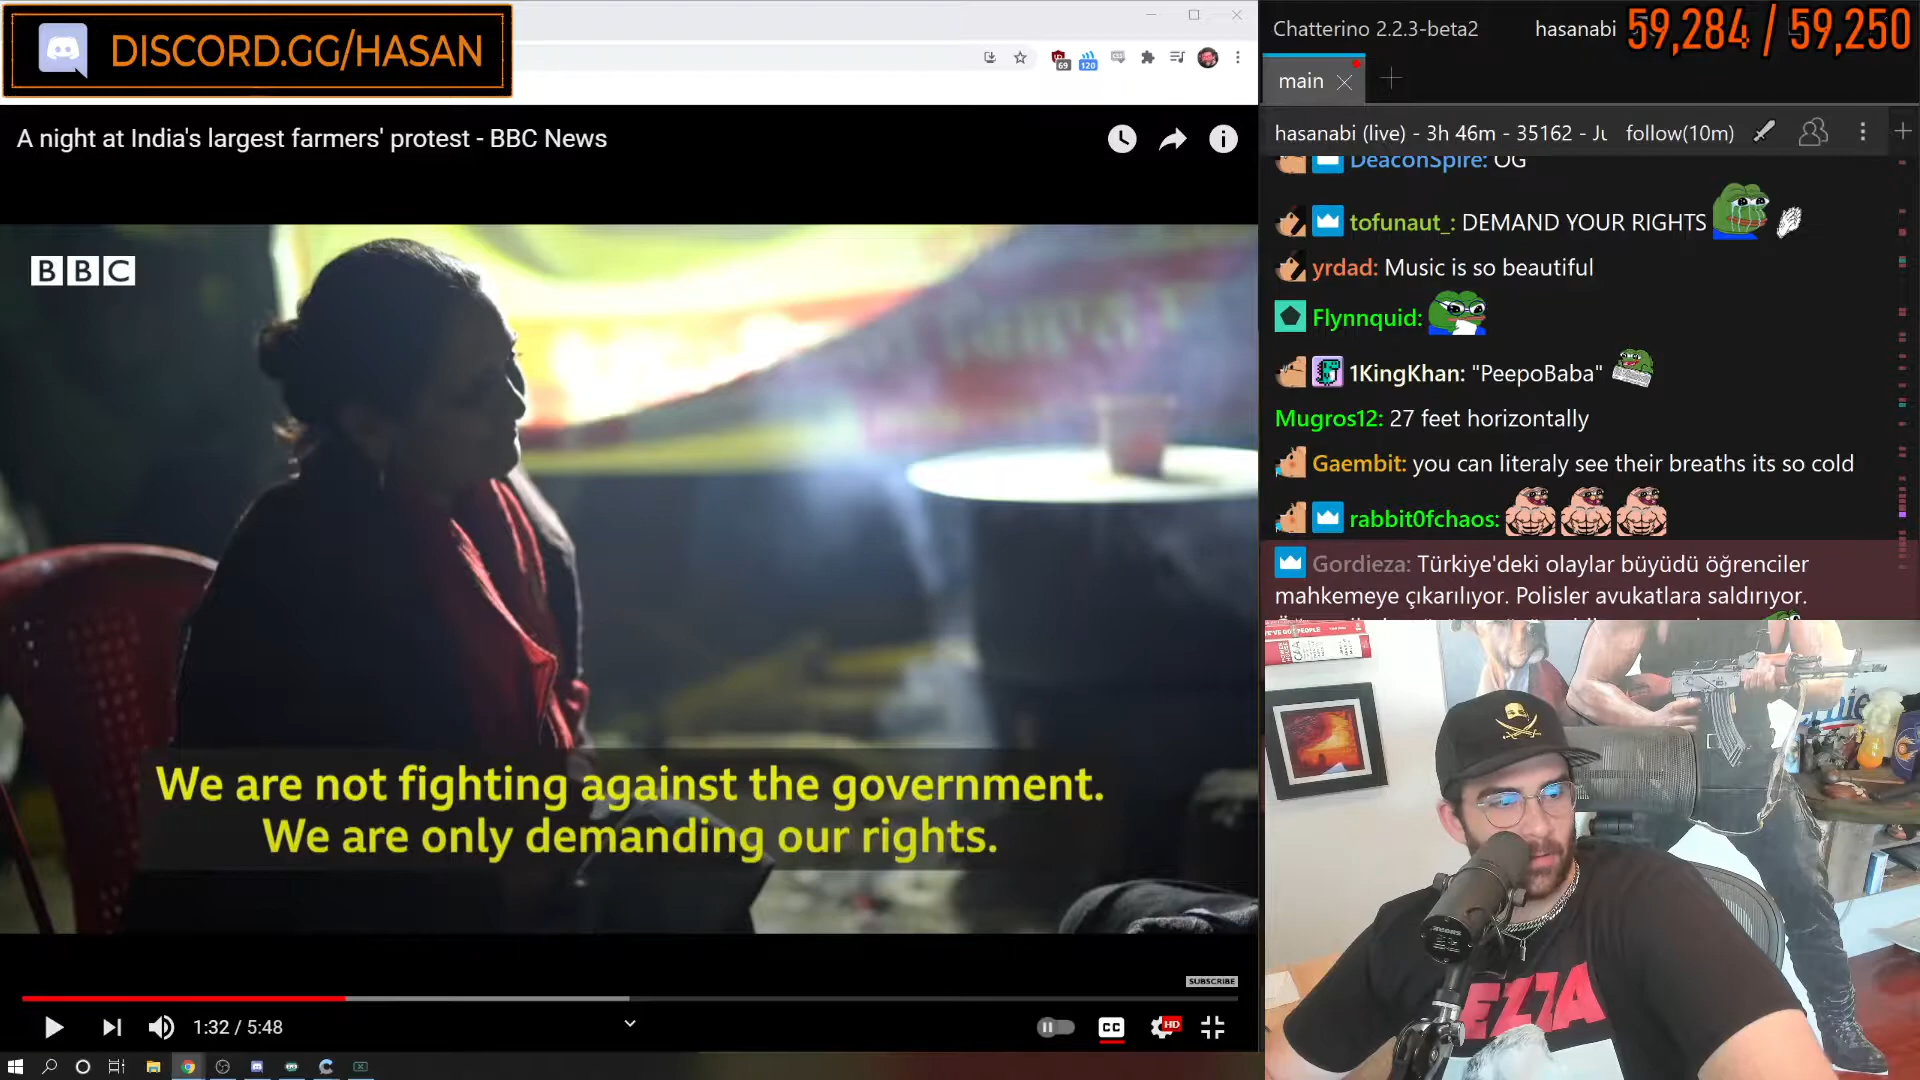 DISCORD.GG/HASAN
69
120
A night at India's largest farmers' protest - BBC News
BBC
We are not fighting against the government.
We are only demanding our rights.
SUBSCRIBE
1:32 / 5:48
CC
HD
Chatterino 2.2.3-beta2
hasanabi
59,284 / 59,250
main
hasanabi (live) - 3h 46m - 35162 - Ju
follow(10m)
DeaconSpire: OG
tofunaut_: DEMAND YOUR RIGHTS
yrdad: Music is so beautiful
Flynnquid:
1KingKhan: "PeepoBaba"
Mugros12: 27 feet horizontally
Gaembit: you can literaly see their breaths its so cold
rabbit0fchaos:
Gordieza: Türkiye'deki olaylar büyüdü öğrenciler
mahkemeye çıkarılıyor. Polisler avukatlara saldırıyor.